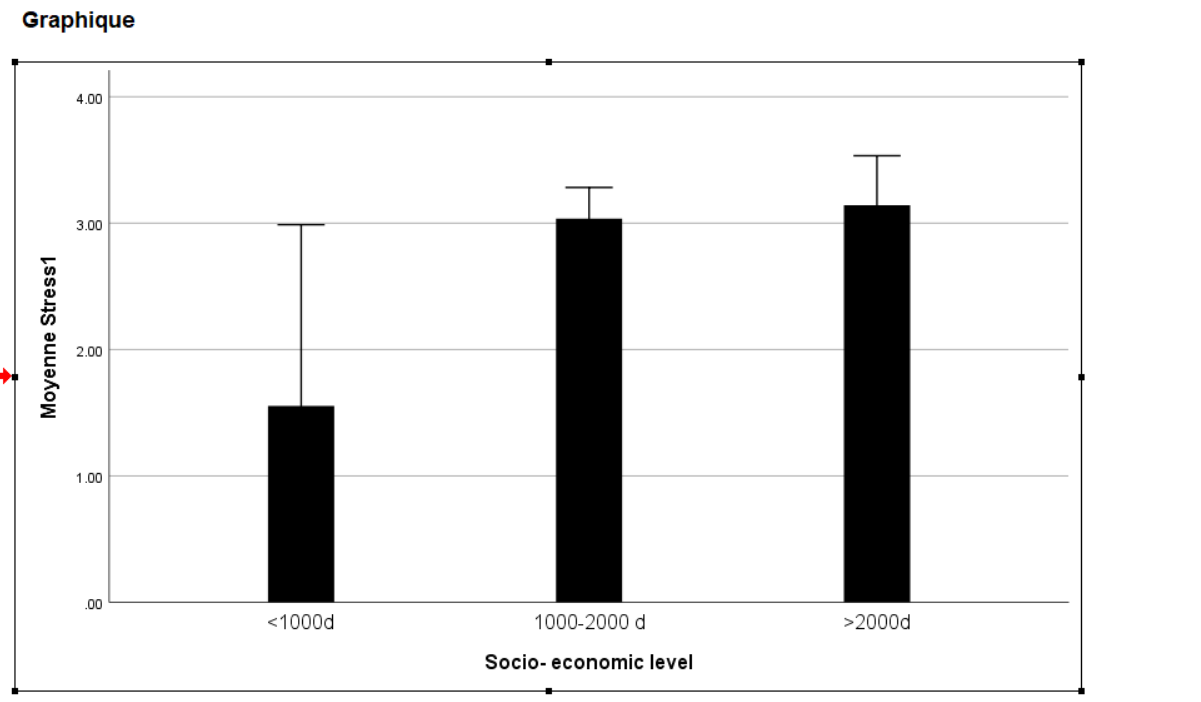 Graphique
4.00
3.00
2.00
1.00
.00
Moyenne Stress1
<1000d
1000-2000 d
>2000d
Socio- economic level